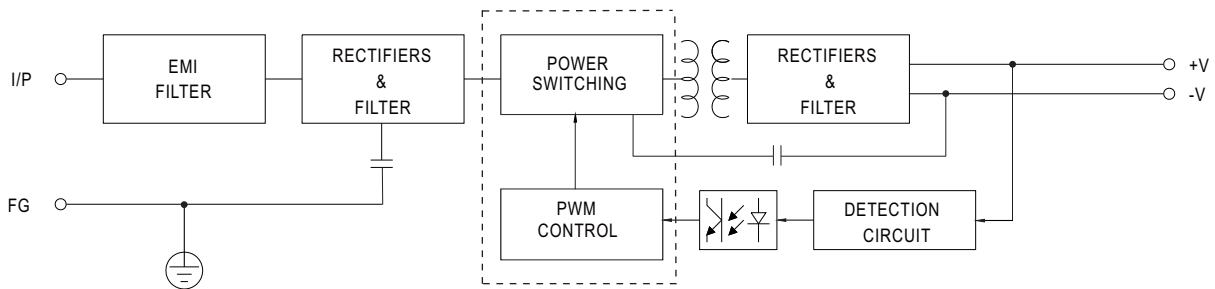 I/P
EMI
FILTER
RECTIFIERS
&
FILTER
POWER
SWITCHING
RECTIFIERS
&
FILTER
+V
-V
FG
PWM
CONTROL
DETECTION
CIRCUIT